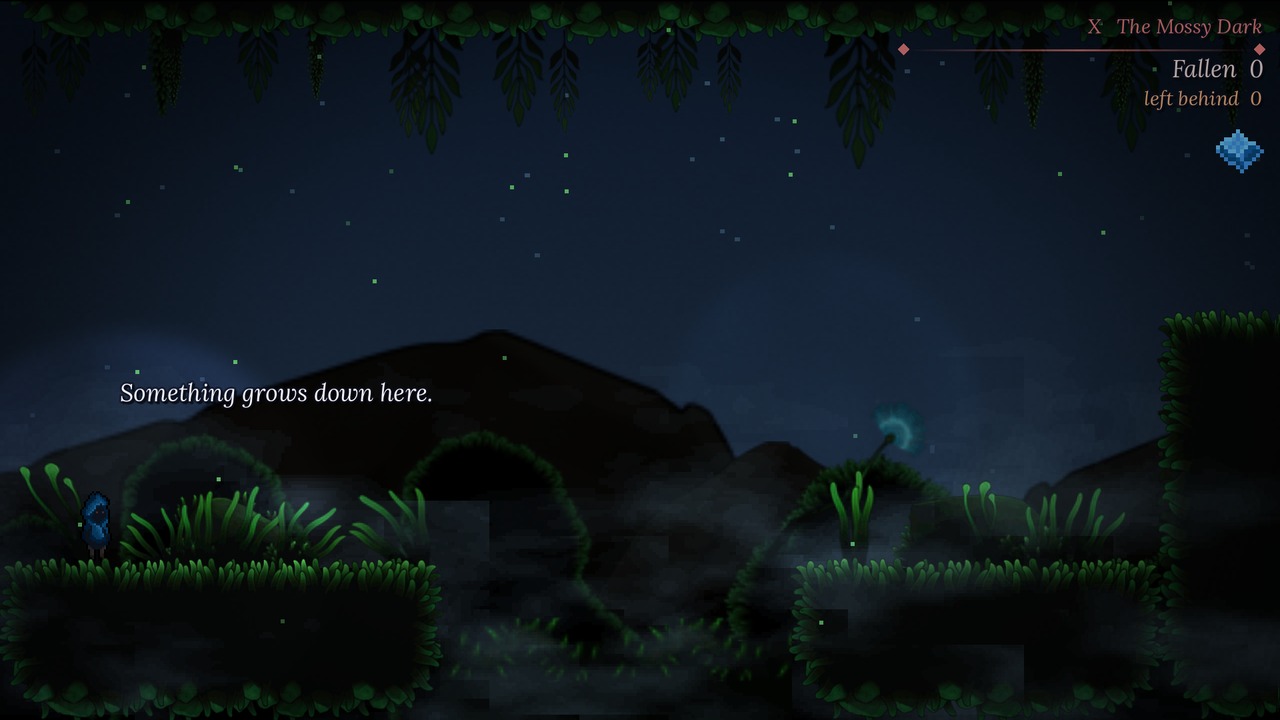 X The Mossy Dark
Fallen 0
left behind 0
Something grows down here.